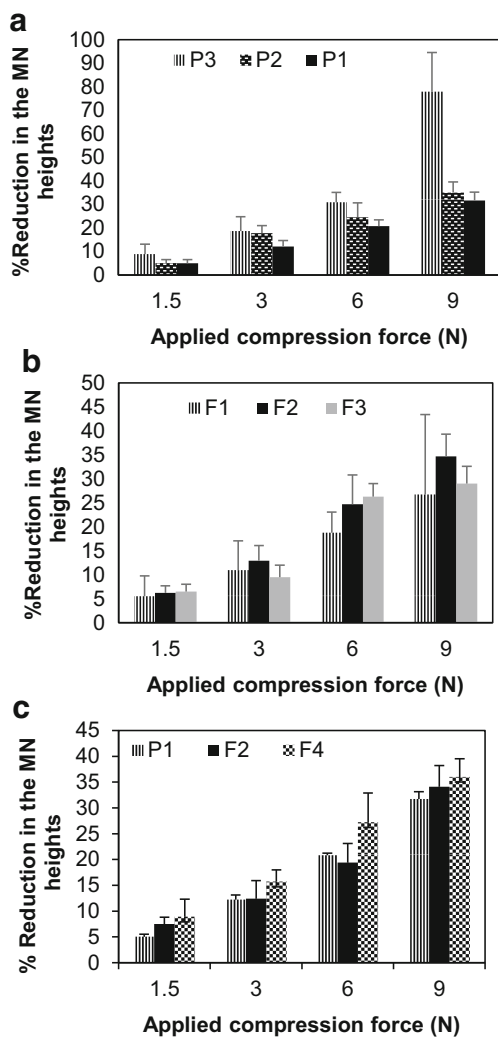 a
%Reduction in the MN
heights
100
90
80
70
60
50
40
30
20
10
0
P3 P2 P1
1.5 3 6 9
Applied compression force (N)
b
%Reduction in the MN
heights
50
45
40
35
30
25
20
15
10
5
0
F1 F2 F3
1.5 3 6 9
Applied compression force (N)
c
% Reduction in the MN
heights
45
40
35
30
25
20
15
10
5
0
P1 F2 F4
1.5 3 6 9
Applied compression force (N)